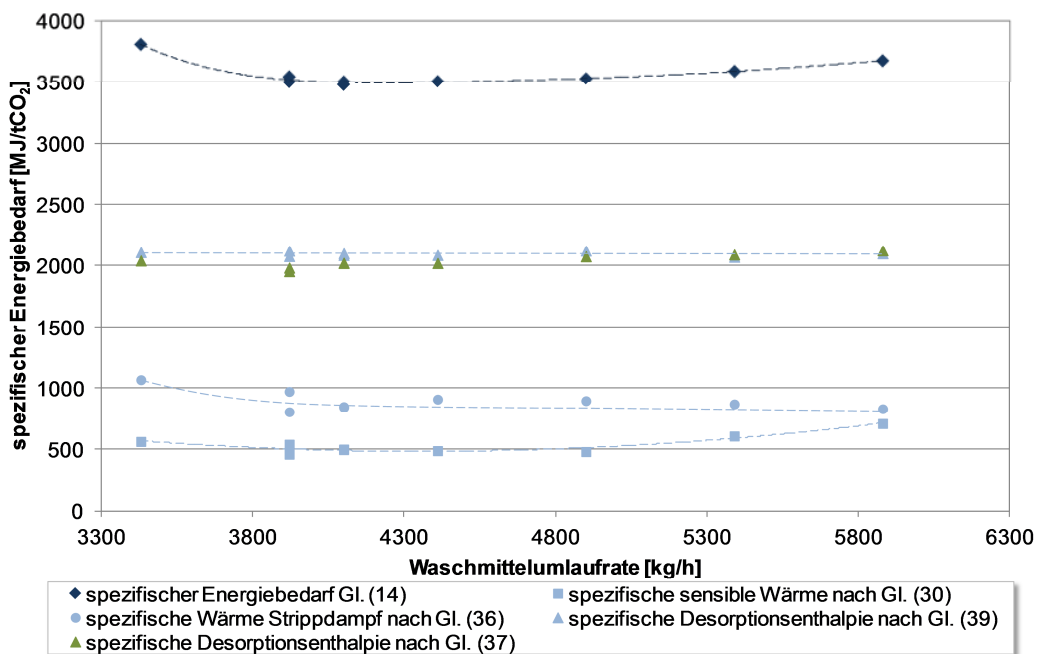 4000
3500
3000
2500
2000
1500
1000
500
0
spezifischer Energiebedarf [MJ/tCO₂]
3300 3800 4300 4800 5300 5800 6300
Waschmittelumlaufrate [kg/h]
spezifischer Energiebedarf Gl. (14)
spezifische sensible Wärme nach Gl. (30)
spezifische Wärme Strippdampf nach Gl. (36)
spezifische Desorptionsenthalpie nach Gl. (39)
spezifische Desorptionsenthalpie nach Gl. (37)